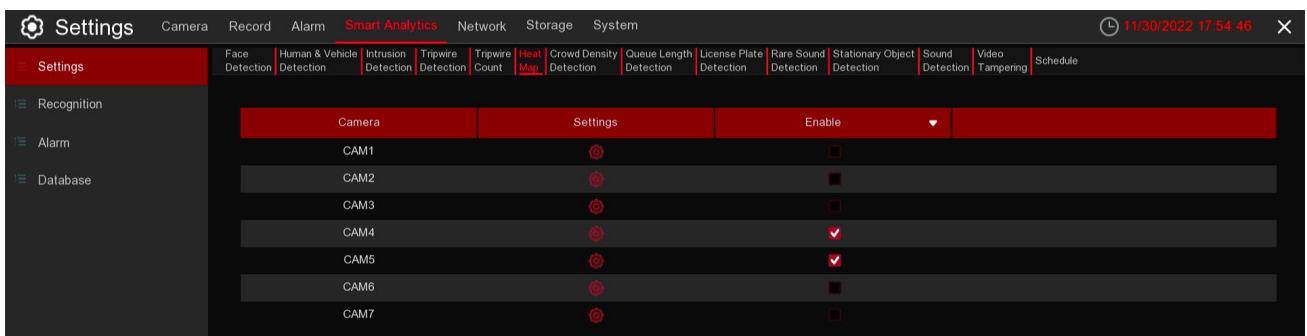 Settings Camera Record Alarm Smart Analytics Network Storage System 11/30/2022 17:54:46
Settings
Recognition
Alarm
Database
Face Detection
Human & Vehicle Detection
Intrusion Detection
Tripwire Detection
Tripwire Count
Heat Map
Crowd Density Detection
Queue Length Detection
License Plate Detection
Rare Sound Detection
Stationary Object Detection
Sound Detection
Video Tampering
Schedule
Camera Settings Enable
CAM1
CAM2
CAM3
CAM4
CAM5
CAM6
CAM7